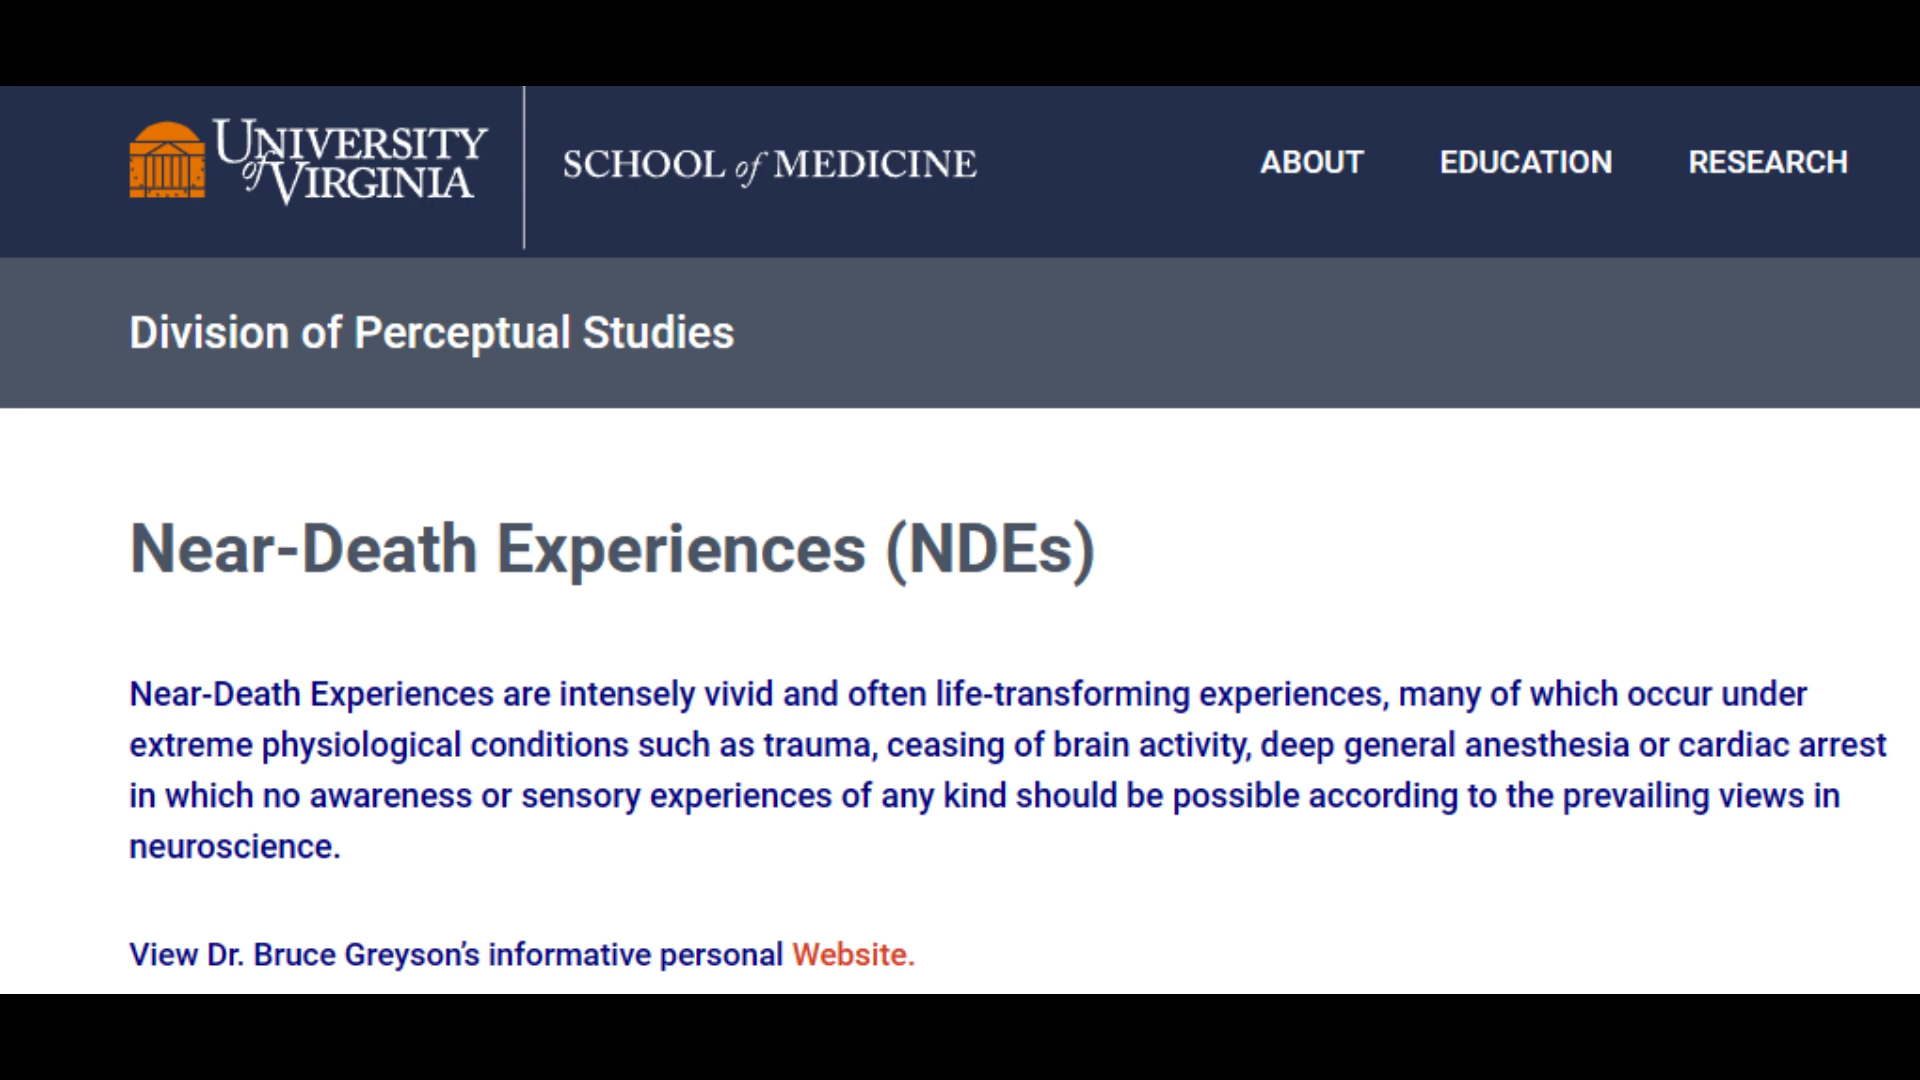 UNIVERSITY
of VIRGINIA
SCHOOL of MEDICINE
ABOUT
EDUCATION
RESEARCH
Division of Perceptual Studies
Near-Death Experiences (NDEs)
Near-Death Experiences are intensely vivid and often life-transforming experiences, many of which occur under
extreme physiological conditions such as trauma, ceasing of brain activity, deep general anesthesia or cardiac arrest
in which no awareness or sensory experiences of any kind should be possible according to the prevailing views in
neuroscience.
View Dr. Bruce Greyson’s informative personal Website.